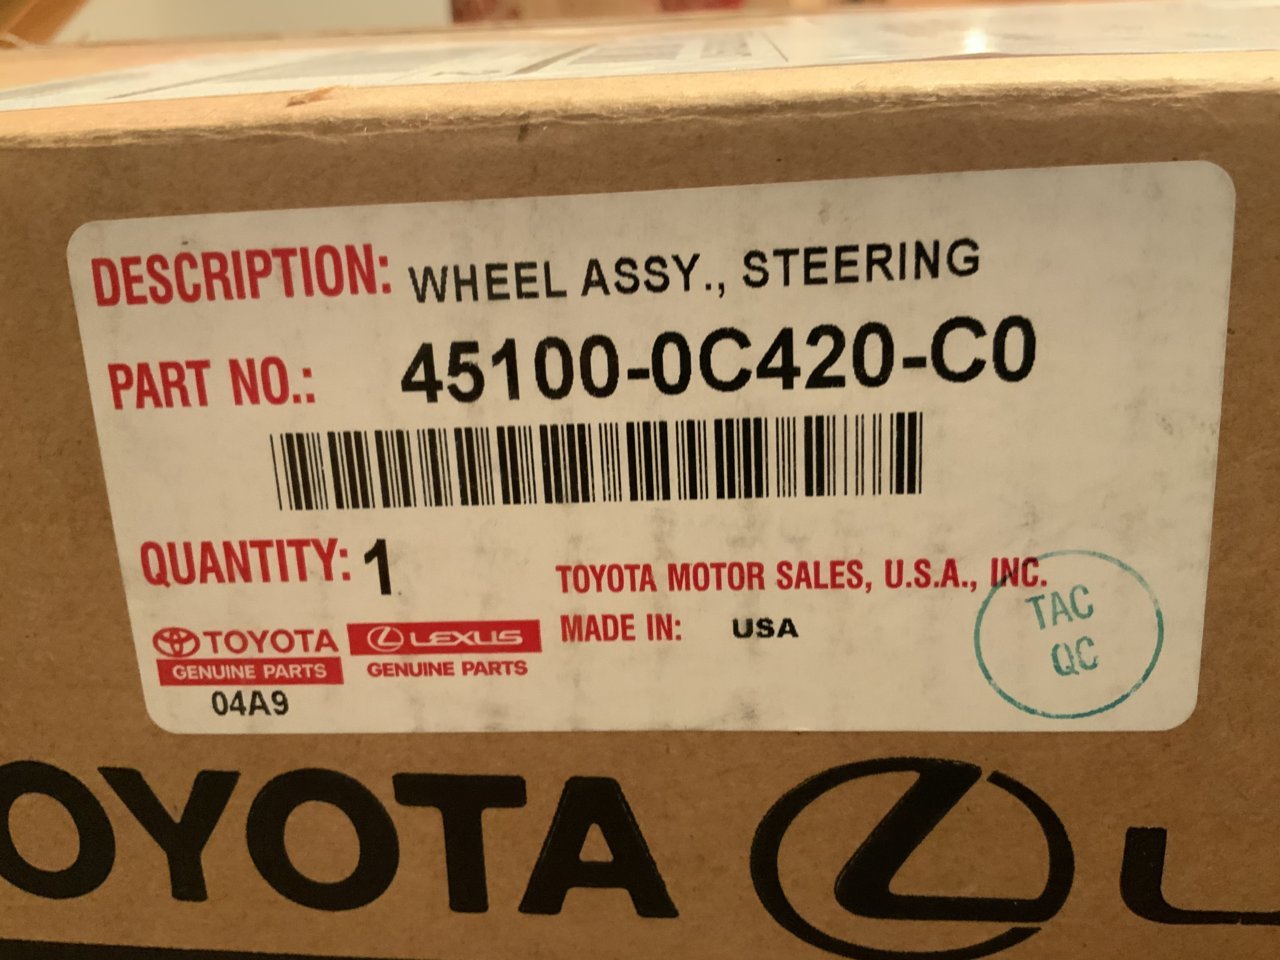 DESCRIPTION: WHEEL ASSY., STEERING
PART NO.: 45100-0C420-C0
QUANTITY: 1
TOYOTA MOTOR SALES, U.S.A., INC.
MADE IN: USA
TAC
QC
TOYOTA LEXUS
GENUINE PARTS GENUINE PARTS
04A9
OYOTA L